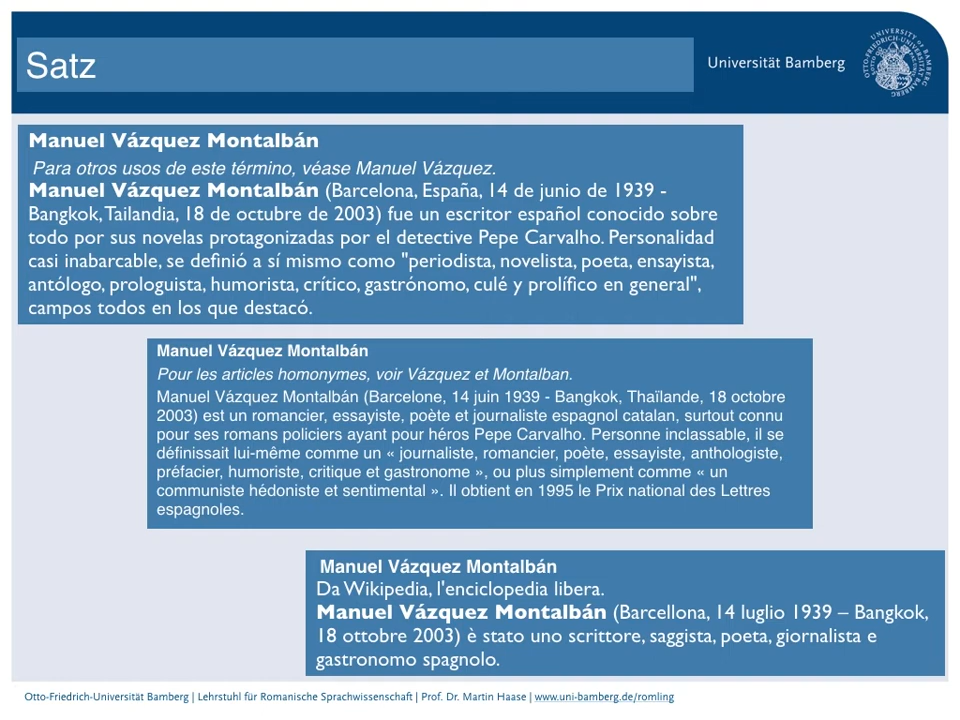 Satz
Universität Bamberg
UNIVERSITY OF BAMBERG
OTTO-FRIEDRICH-UNIVERSITÄT BAMBERG
Manuel Vázquez Montalbán
Para otros usos de este término, véase Manuel Vázquez.
Manuel Vázquez Montalbán (Barcelona, España, 14 de junio de 1939 -
Bangkok, Tailandia, 18 de octubre de 2003) fue un escritor español conocido sobre
todo por sus novelas protagonizadas por el detective Pepe Carvalho. Personalidad
casi inabarcable, se definió a sí mismo como "periodista, novelista, poeta, ensayista,
antólogo, prologuista, humorista, crítico, gastrónomo, culé y prolífico en general",
campos todos en los que destacó.
Manuel Vázquez Montalbán
Pour les articles homonymes, voir Vázquez et Montalban.
Manuel Vázquez Montalbán (Barcelone, 14 juin 1939 - Bangkok, Thaïlande, 18 octobre
2003) est un romancier, essayiste, poète et journaliste espagnol catalan, surtout connu
pour ses romans policiers ayant pour héros Pepe Carvalho. Personne inclassable, il se
définissait lui-même comme un « journaliste, romancier, poète, essayiste, anthologiste,
préfacier, humoriste, critique et gastronome », ou plus simplement comme « un
communiste hédoniste et sentimental ». Il obtient en 1995 le Prix national des Lettres
espagnoles.
Manuel Vázquez Montalbán
Da Wikipedia, l'enciclopedia libera.
Manuel Vázquez Montalbán (Barcellona, 14 luglio 1939 – Bangkok,
18 ottobre 2003) è stato uno scrittore, saggista, poeta, giornalista e
gastronomo spagnolo.
Otto-Friedrich-Universität Bamberg | Lehrstuhl für Romanische Sprachwissenschaft | Prof. Dr. Martin Haase | www.uni-bamberg.de/romling